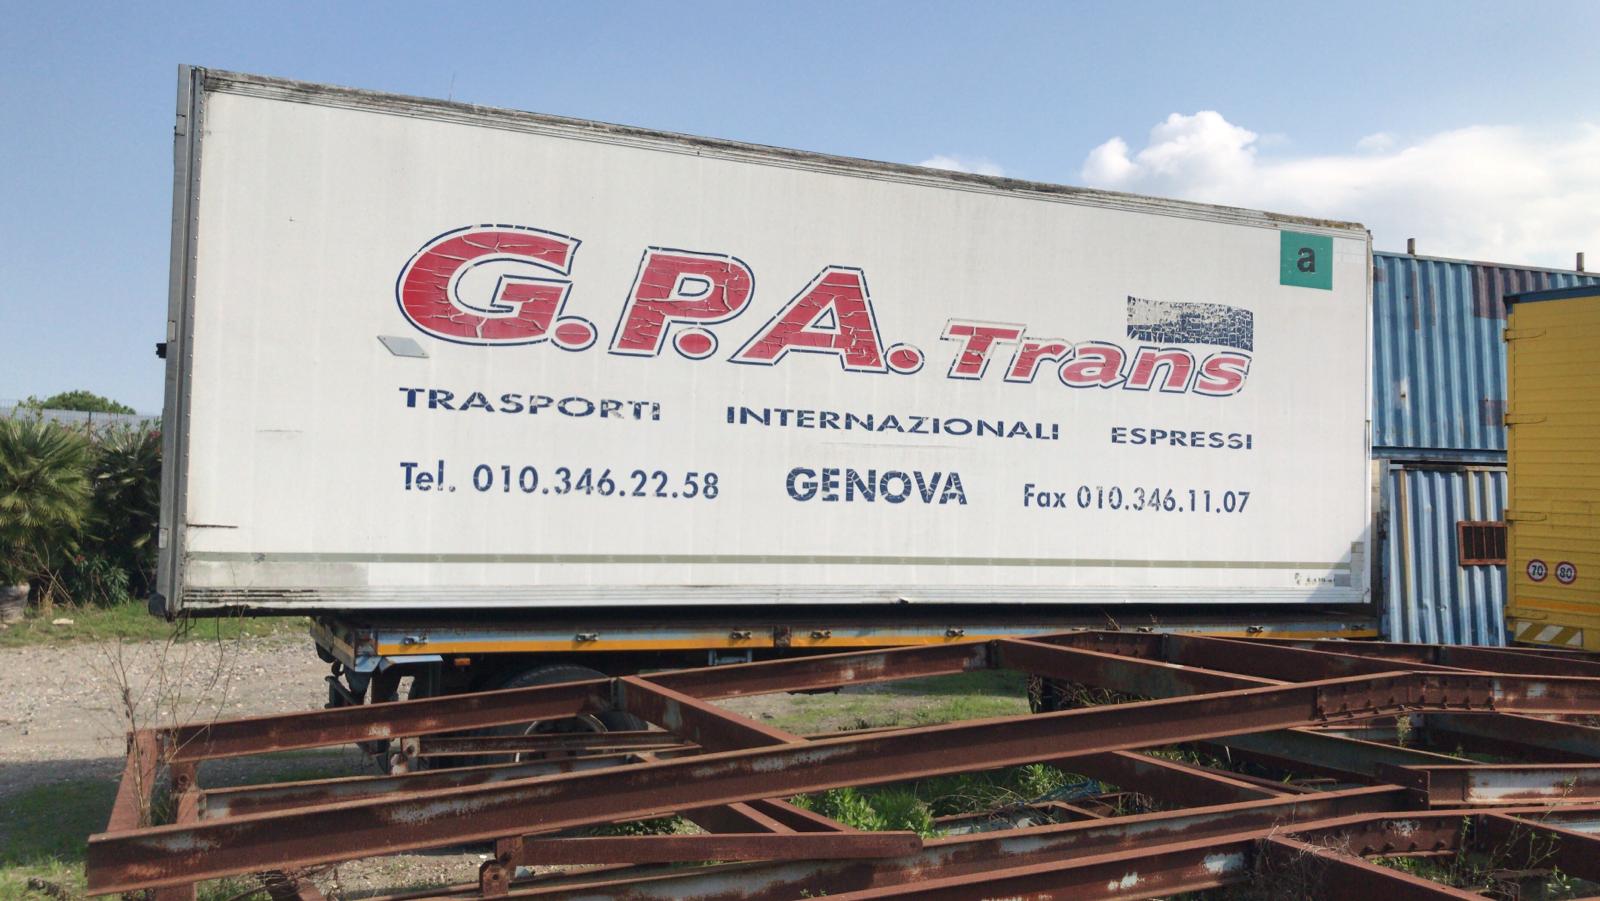 a
G.P.A. Trans
TRASPORTI INTERNAZIONALI ESPRESSI
Tel. 010.346.22.58 GENOVA Fax 010.346.11.07
70 80